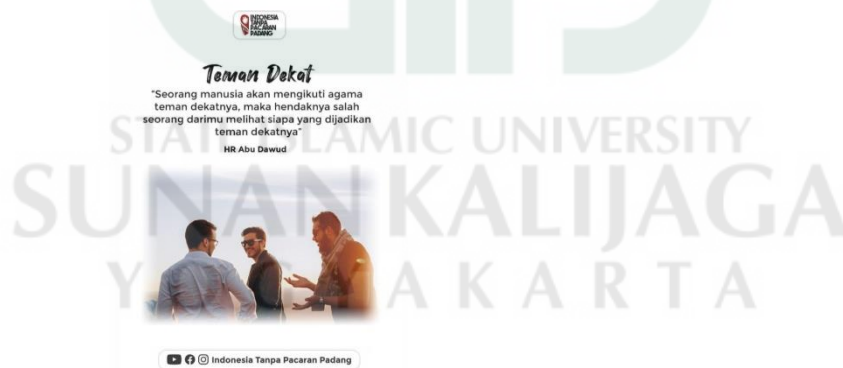 INDONESIA
TANPA
PACARAN
PADANG
Teman Dekat
"Seorang manusia akan mengikuti agama
teman dekatnya, maka hendaknya salah
seorang darimu melihat siapa yang dijadikan
teman dekatnya"
HR Abu Dawud
STATE ISLAMIC UNIVERSITY
SUNAN KALIJAGA
YOGYAKARTA
Indonesia Tanpa Pacaran Padang